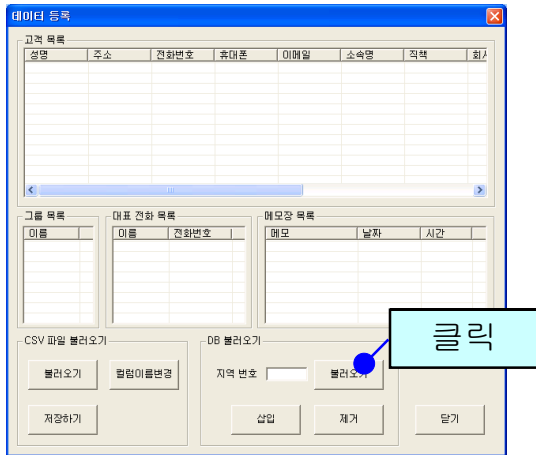 데이터 등록
고객 목록
성명 주소 전화번호 휴대폰 이메일 소속명 직책 회사
그룹 목록 대표 전화 목록 메모장 목록
이름 이름 전화번호 메모 날짜 시간
CSV 파일 불러오기 DB 불러오기
클릭
불러오기 컬럼이름변경 지역 번호 불러오기
저장하기 삽입 제거 닫기